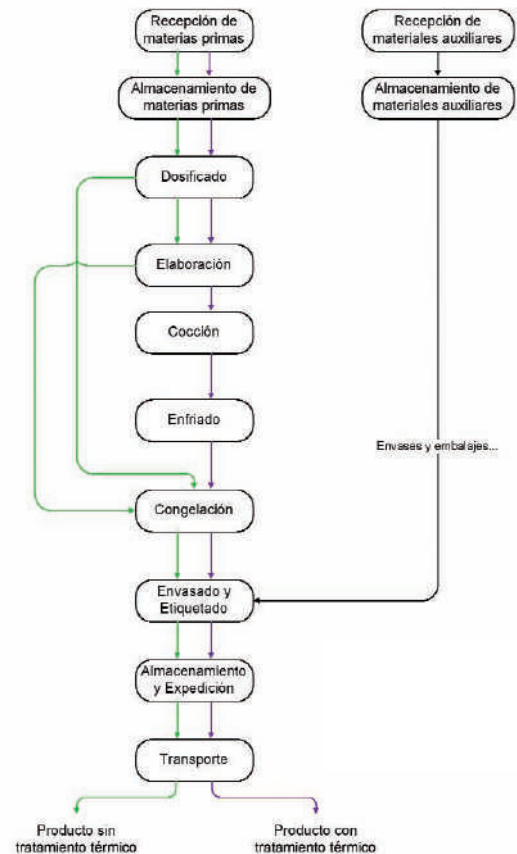 Recepción de
materias primas
Recepción de
materiales auxiliares
Almacenamiento de
materias primas
Almacenamiento de
materiales auxiliares
Dosificado
Elaboración
Cocción
Enfriado
Envases y embalajes...
Congelación
Envasado y
Etiquetado
Almacenamiento
y Expedición
Transporte
Producto sin
tratamiento térmico
Producto con
tratamiento térmico